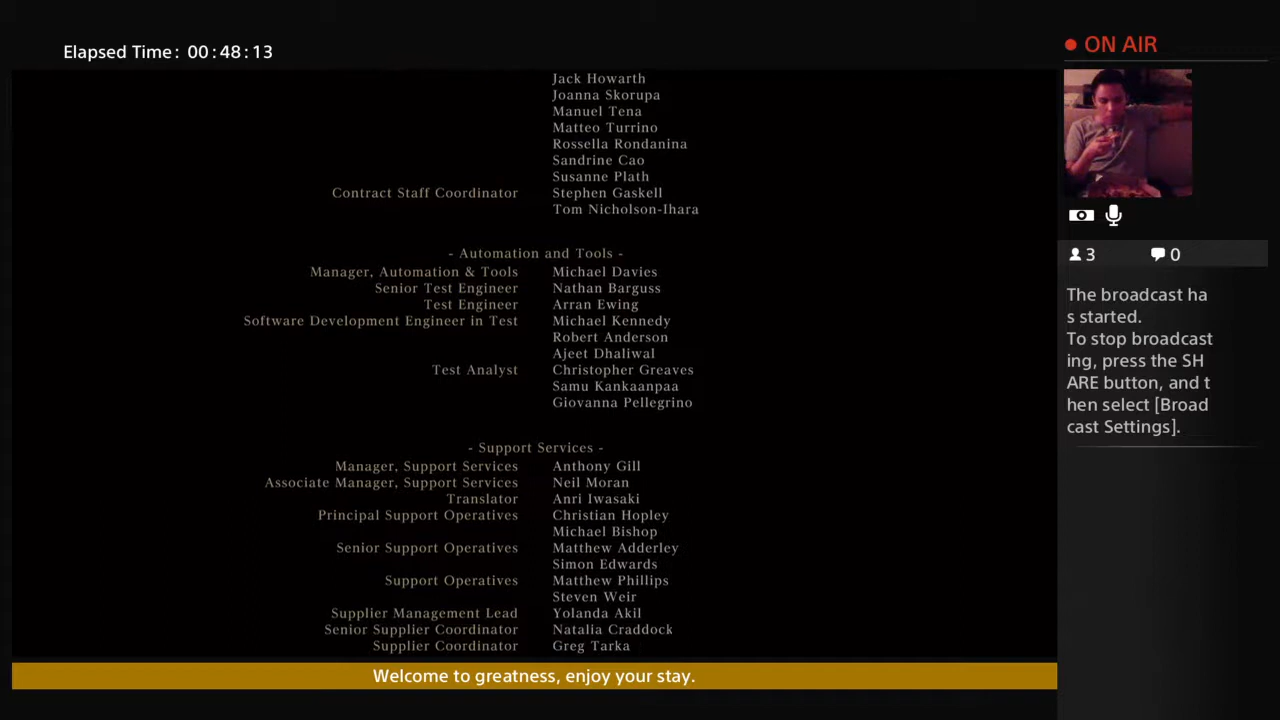 Elapsed Time: 00:48:13
ON AIR
Jack Howarth
Joanna Skorupa
Manuel Tena
Matteo Turrino
Rossella Rondanina
Sandrine Cao
Susanne Plath
Contract Staff Coordinator Stephen Gaskell
Tom Nicholson-Ihara
- Automation and Tools -
Manager, Automation & Tools Michael Davies
Senior Test Engineer Nathan Barguss
Test Engineer Arran Ewing
Software Development Engineer in Test Michael Kennedy
Robert Anderson
Ajeet Dhaliwal
Test Analyst Christopher Greaves
Samu Kankaanpaa
Giovanna Pellegrino
- Support Services -
Manager, Support Services Anthony Gill
Associate Manager, Support Services Neil Moran
Translator Anri Iwasaki
Principal Support Operatives Christian Hopley
Michael Bishop
Senior Support Operatives Matthew Adderley
Simon Edwards
Support Operatives Matthew Phillips
Steven Weir
Supplier Management Lead Yolanda Akil
Senior Supplier Coordinator Natalia Craddock
Supplier Coordinator Greg Tarka
Welcome to greatness, enjoy your stay.
3 0
The broadcast ha
s started.
To stop broadcast
ing, press the SH
ARE button, and t
hen select [Broad
cast Settings].